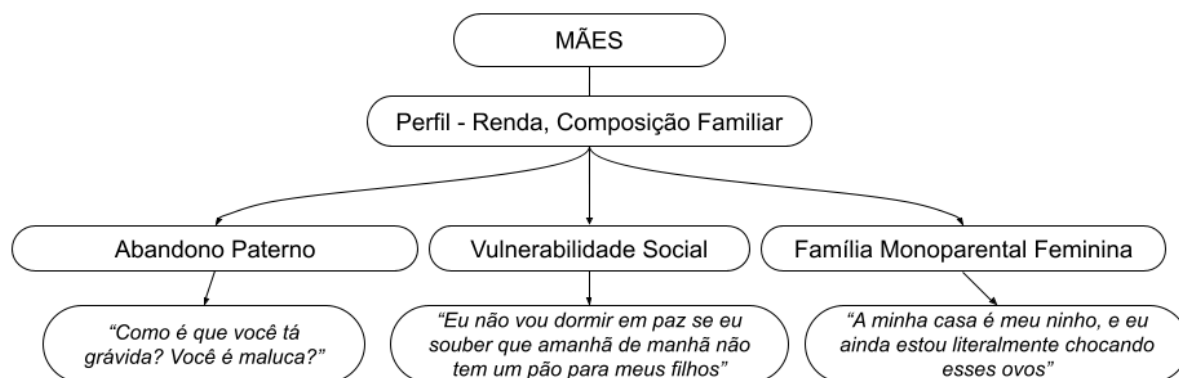 MÃES
Perfil - Renda, Composição Familiar
Abandono Paterno
Vulnerabilidade Social
Família Monoparental Feminina
“Como é que você tá
grávida? Você é maluca?”
“Eu não vou dormir em paz se eu
souber que amanhã de manhã não
tem um pão para meus filhos”
“A minha casa é meu ninho, e eu
ainda estou literalmente chocando
esses ovos”